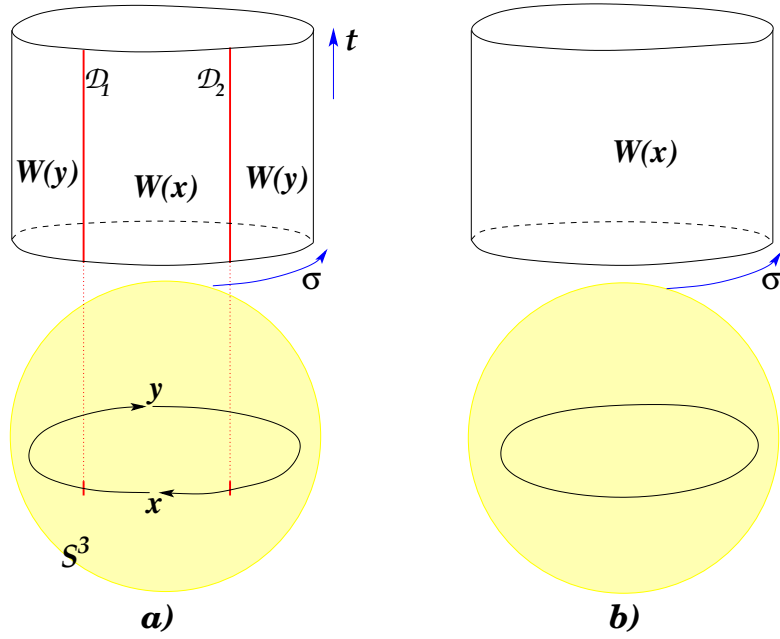 t
𝒟₁ 𝒟₂
W(y) W(x) W(y)
σ
y
x
S³
a)
W(x)
σ
b)